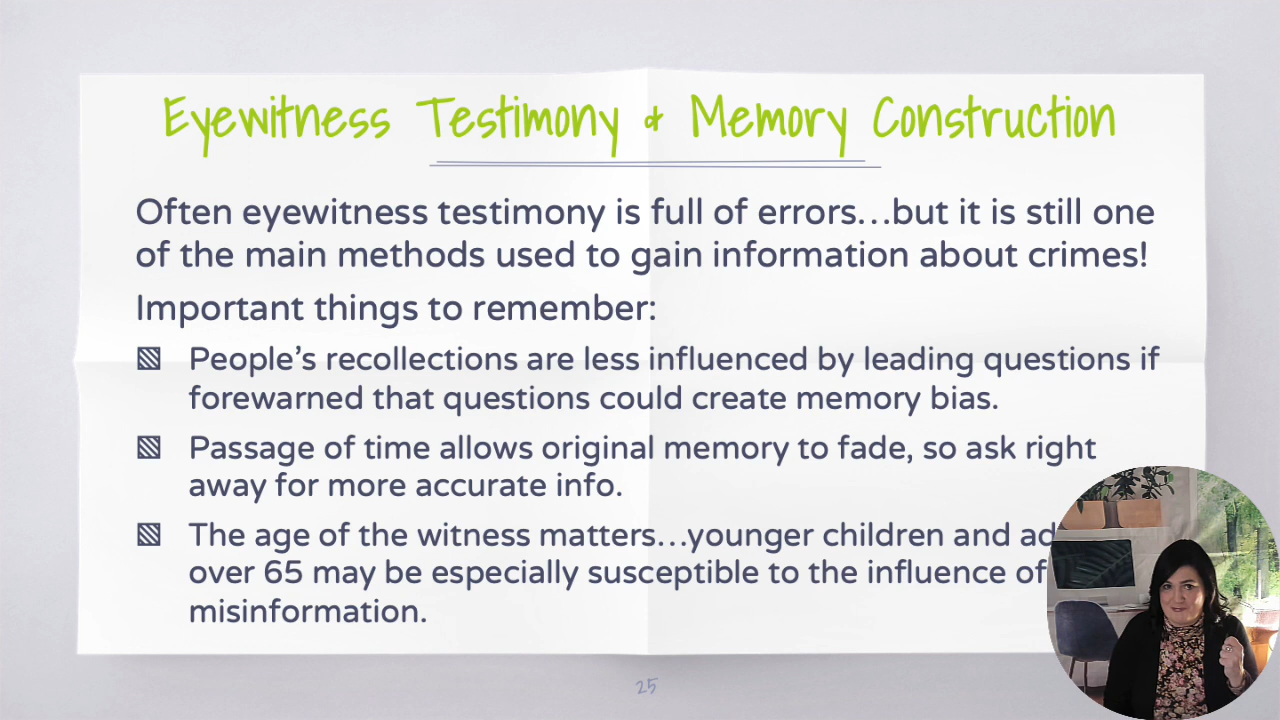 Eyewitness Testimony & Memory Construction
Often eyewitness testimony is full of errors…but it is still one
of the main methods used to gain information about crimes!
Important things to remember:
People’s recollections are less influenced by leading questions if
forewarned that questions could create memory bias.
Passage of time allows original memory to fade, so ask right
away for more accurate info.
The age of the witness matters…younger children and
over 65 may be especially susceptible to the influence of
misinformation.
25